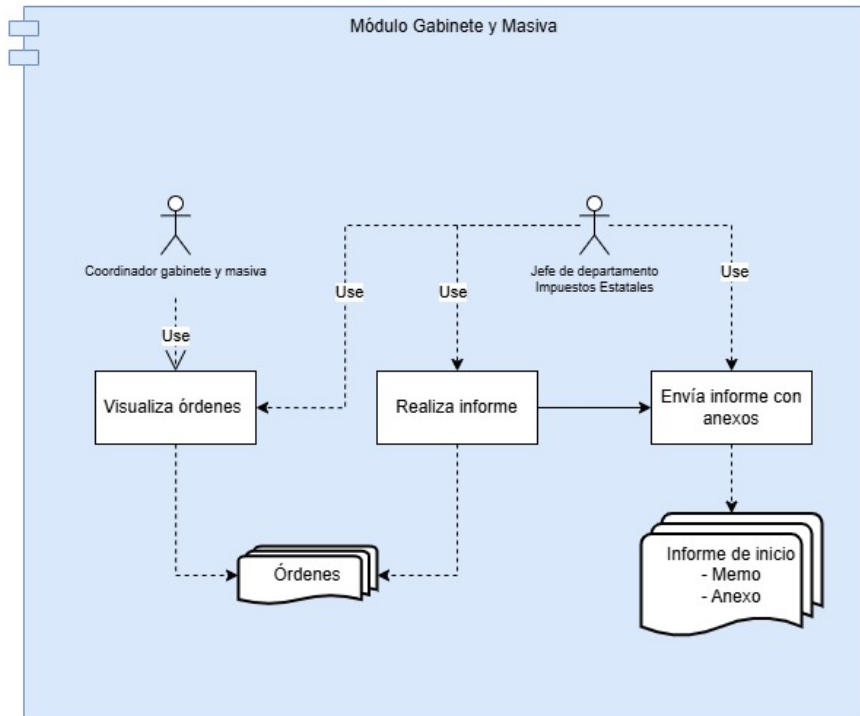 Módulo Gabinete y Masiva
Coordinador gabinete y masiva
Jefe de departamento
Impuestos Estatales
Use
Use
Use
Use
Visualiza órdenes
Realiza informe
Envía informe con
anexos
Órdenes
Informe de inicio
- Memo
- Anexo